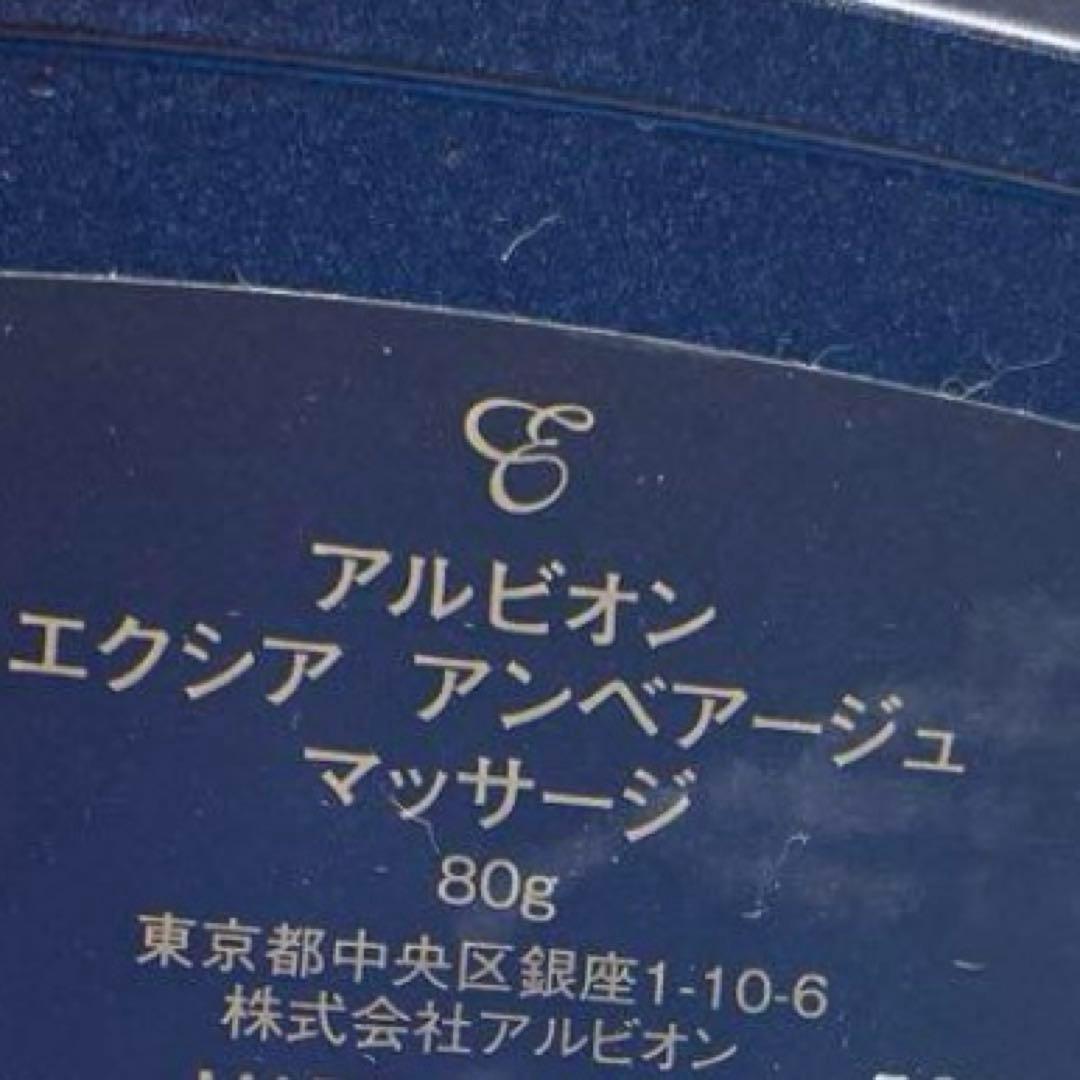 アルビオン
エクシア アンベアージュ
マッサージ
80g
東京都中央区銀座1-10-6
株式会社アルビオン